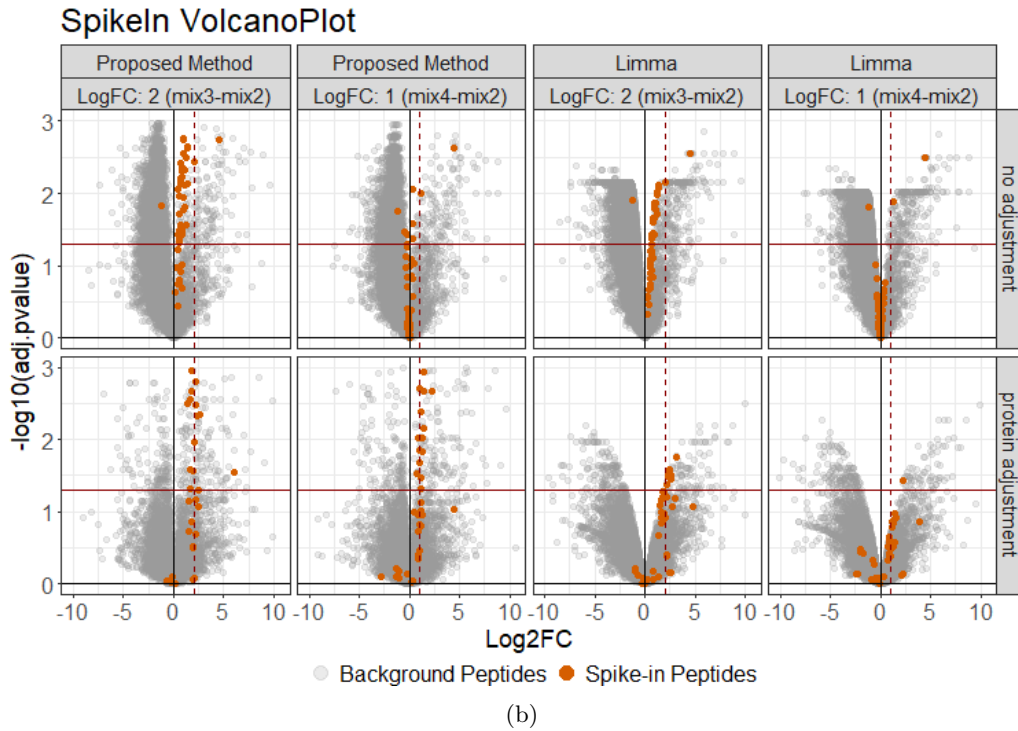 SpikeIn VolcanoPlot
Proposed Method Proposed Method Limma Limma
LogFC: 2 (mix3-mix2) LogFC: 1 (mix4-mix2) LogFC: 2 (mix3-mix2) LogFC: 1 (mix4-mix2)
3
2
1
0
no adjustment
-log10(adj.pvalue)
3
2
1
0
protein adjustment
-10 -5 0 5 10 -10 -5 0 5 10 -10 -5 0 5 10 -10 -5 0 5 10
Log2FC
Background Peptides Spike-in Peptides
(b)